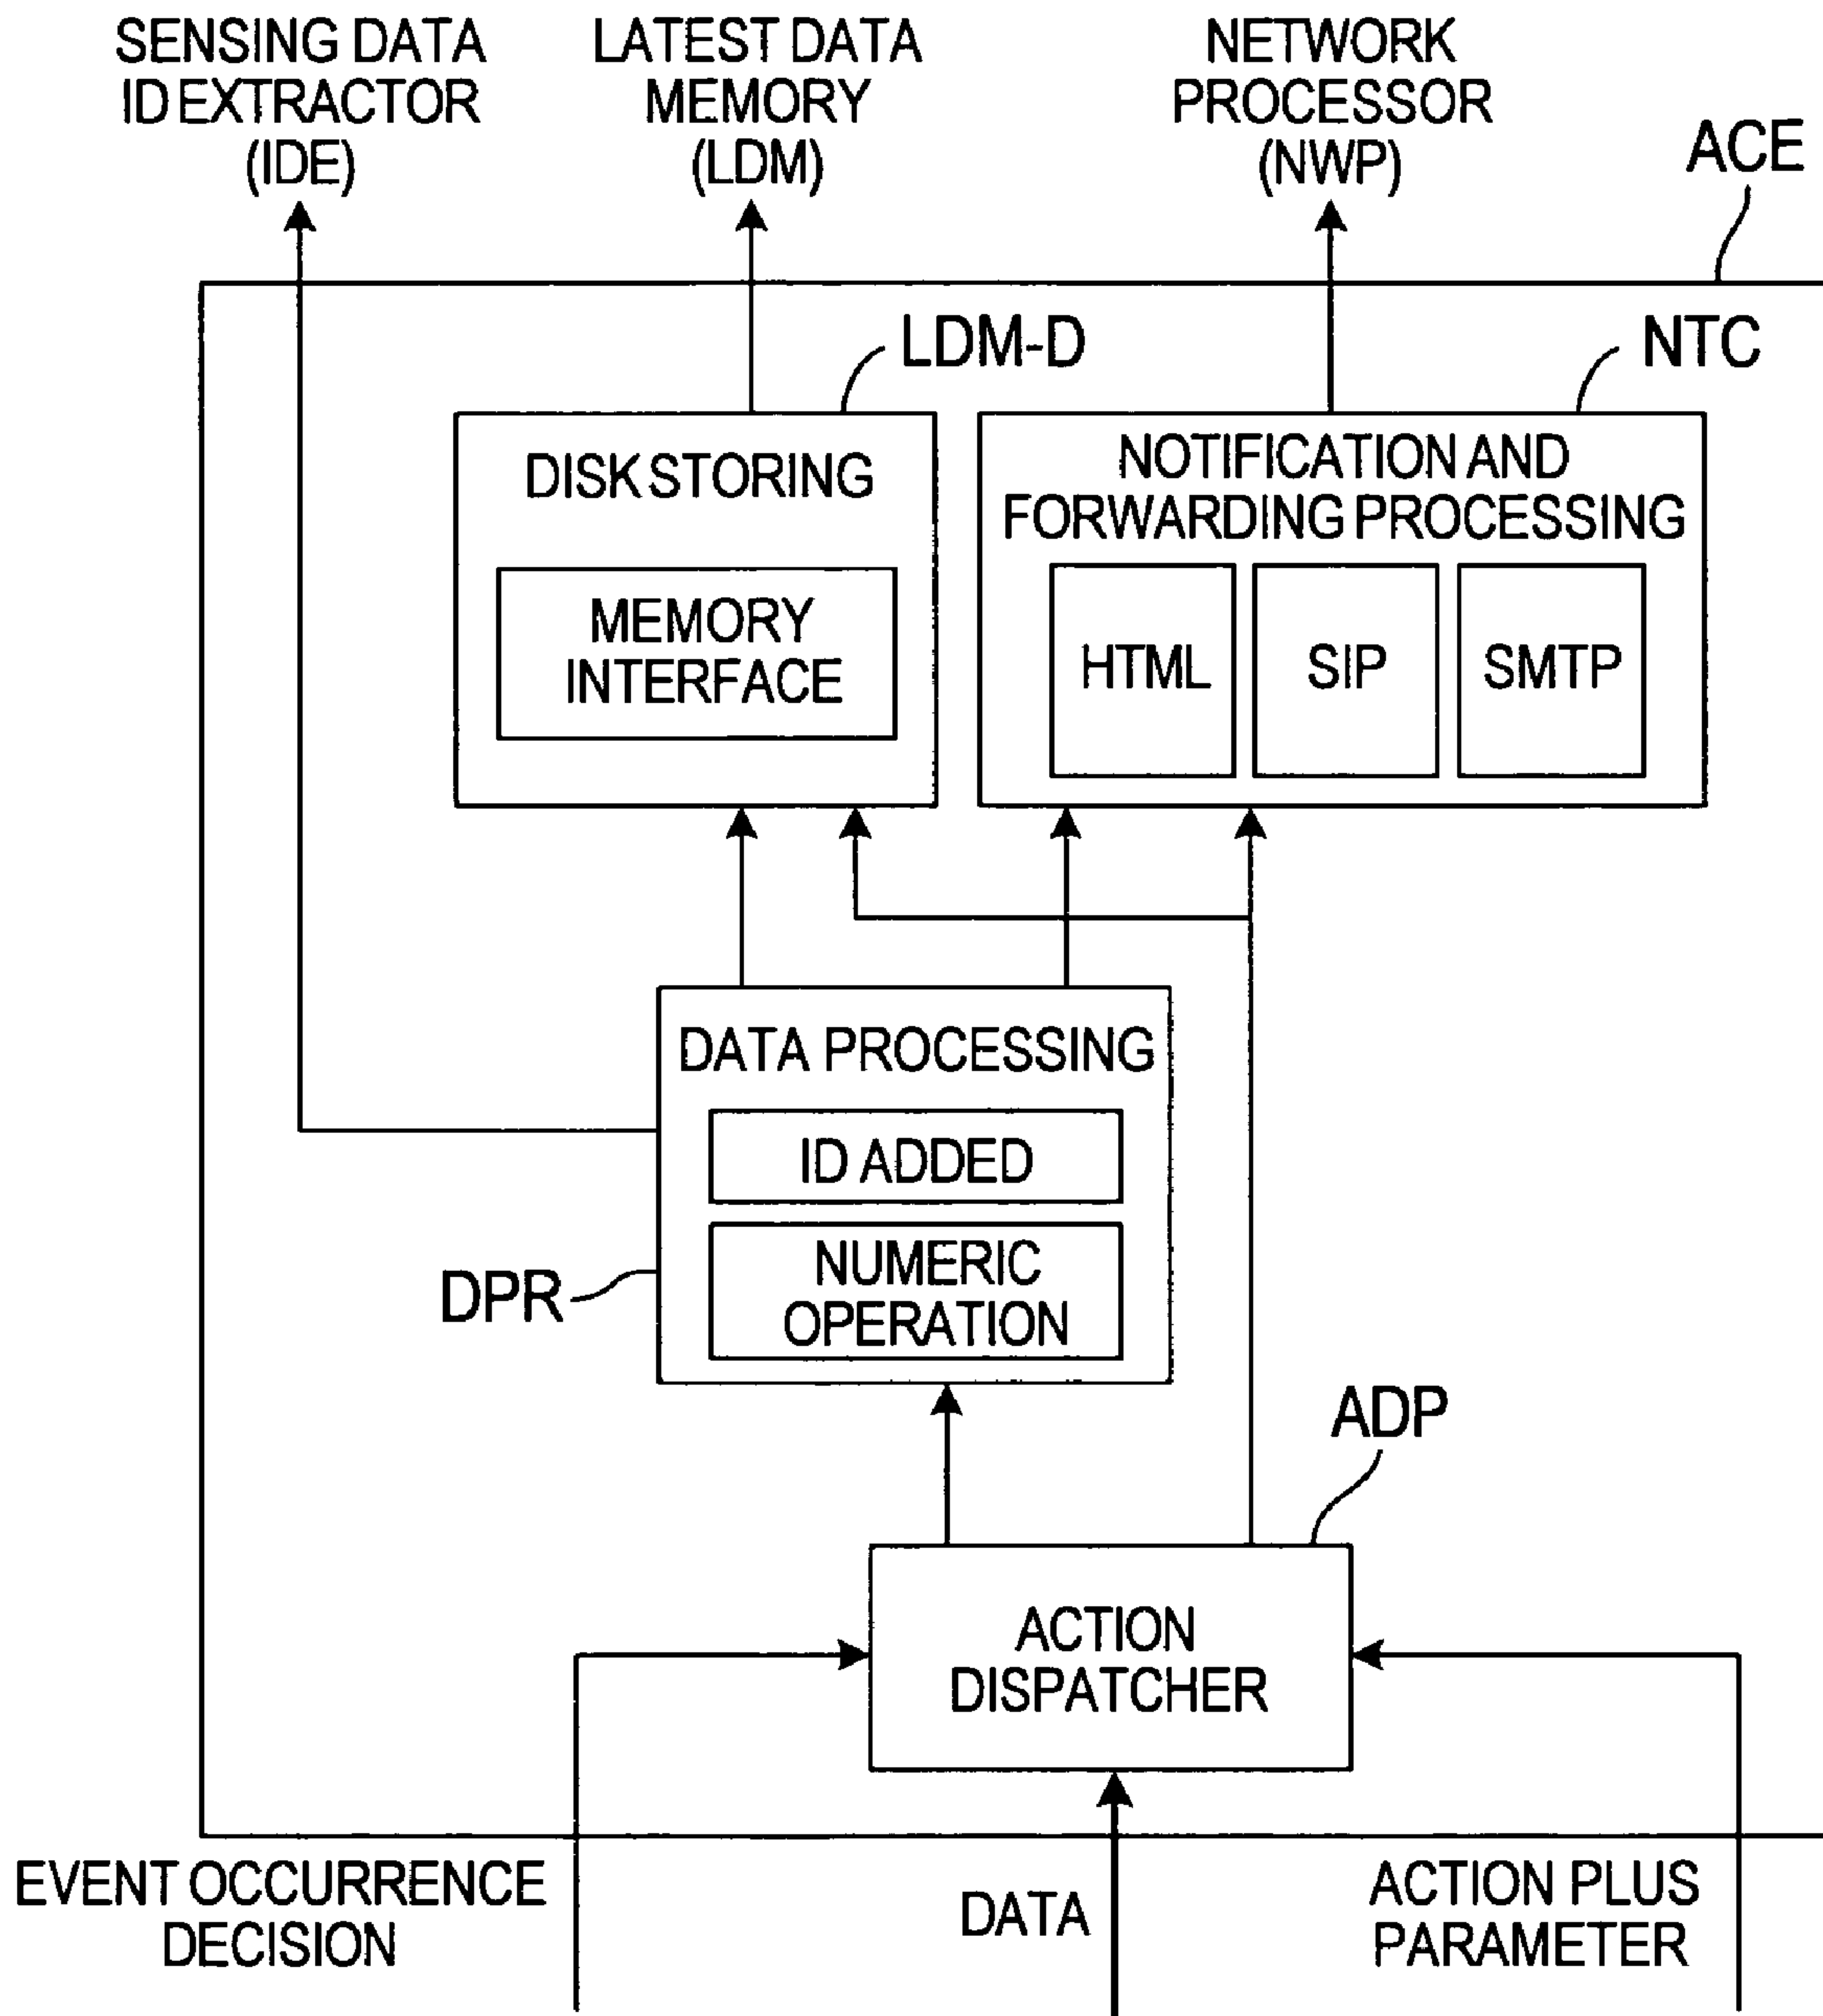 SENSING DATA
ID EXTRACTOR
(IDE)
LATEST DATA
MEMORY
(LDM)
NETWORK
PROCESSOR
(NWP)
ACE
LDM-D
NTC
DISK STORING
MEMORY
INTERFACE
NOTIFICATION AND
FORWARDING PROCESSING
HTML
SIP
SMTP
DATA PROCESSING
ID ADDED
NUMERIC
OPERATION
DPR
ADP
ACTION
DISPATCHER
EVENT OCCURRENCE
DECISION
DATA
ACTION PLUS
PARAMETER